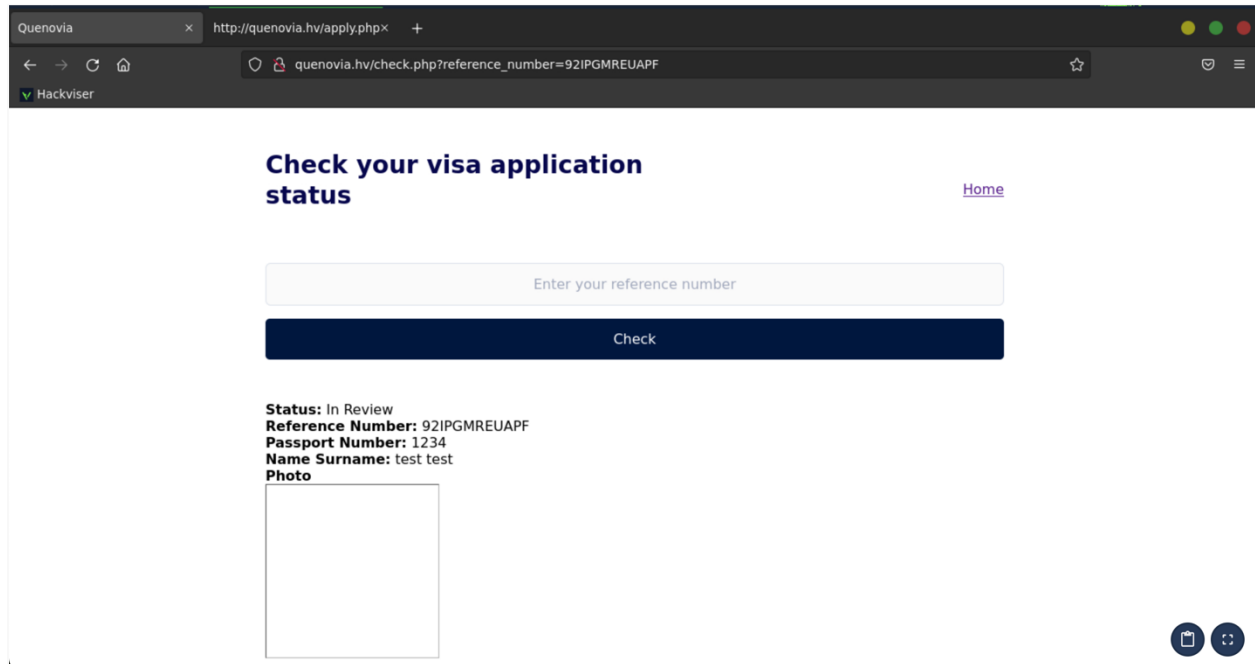 Quenovia
http://quenovia.hv/apply.php
quenovia.hv/check.php?reference_number=92IPGMREUAPF
Hackviser
Check your visa application
status
Home
Enter your reference number
Check
Status: In Review
Reference Number: 92IPGMREUAPF
Passport Number: 1234
Name Surname: test test
Photo